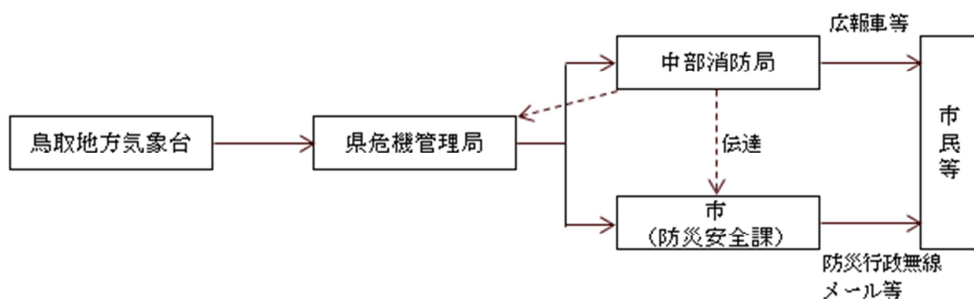 広報車等
中部消防局
鳥取地方気象台
県危機管理局
伝達
市民等
市
(防災安全課)
防災行政無線
メール等